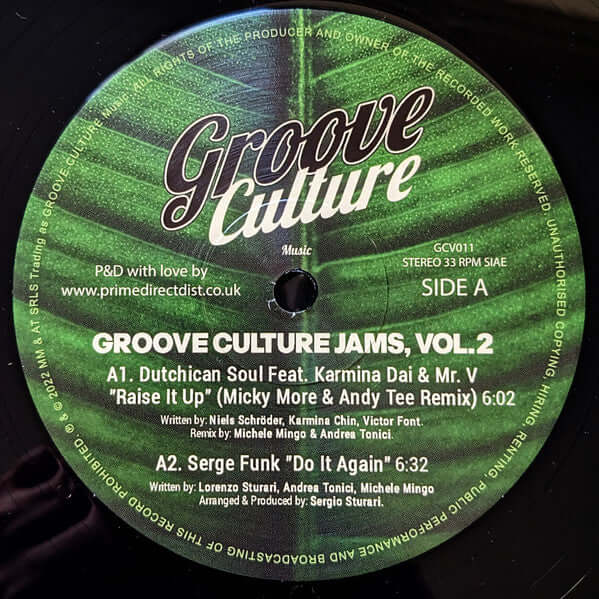 Groove
Culture
Music
GCV011
STEREO 33 RPM SIAE
SIDE A
P&D with love by
www.primedirectdist.co.uk
GROOVE CULTURE JAMS, VOL.2
A1. Dutchican Soul Feat. Karmina Dai & Mr. V
"Raise It Up" (Micky More & Andy Tee Remix) 6:02
Written by: Niels Schröder, Karmina Chin, Victor Font.
Remix by: Michele Mingo & Andrea Tonici.
A2. Serge Funk "Do It Again" 6:32
Written by: Lorenzo Sturari, Andrea Tonici, Michele Mingo
Arranged & Produced by: Sergio Sturari.
℗ & © 2022 MM & AT SRLS Trading as GROOVE CULTURE Music. ALL RIGHTS OF THE PRODUCER AND OWNER OF THE RECORDED WORK RESERVED. UNAUTHORISED COPYING, HIRING, RENTING, PUBLIC PERFORMANCE AND BROADCASTING OF THIS RECORD PROHIBITED.